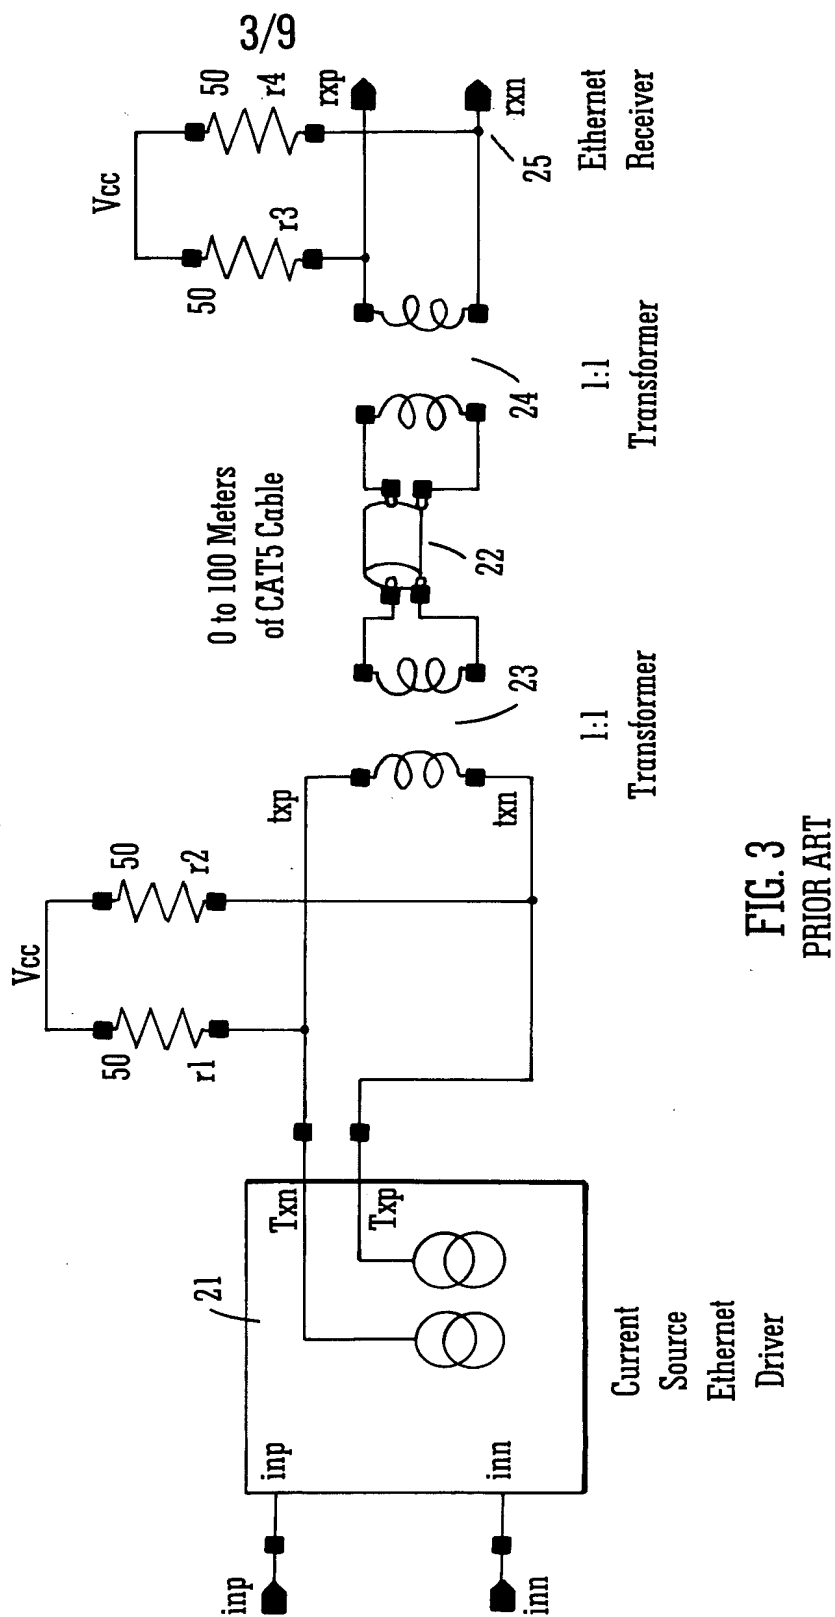 3/9
Vcc
50
r1
50
r2
txp
txn
inp
inn
inp
inn
21
Txn
Txp
Current
Source
Ethernet
Driver
23
1:1
Transformer
0 to 100 Meters
of CAT5 Cable
22
24
1:1
Transformer
Vcc
50
r3
50
r4
rxp
rxn
25
Ethernet
Receiver
FIG. 3
PRIOR ART